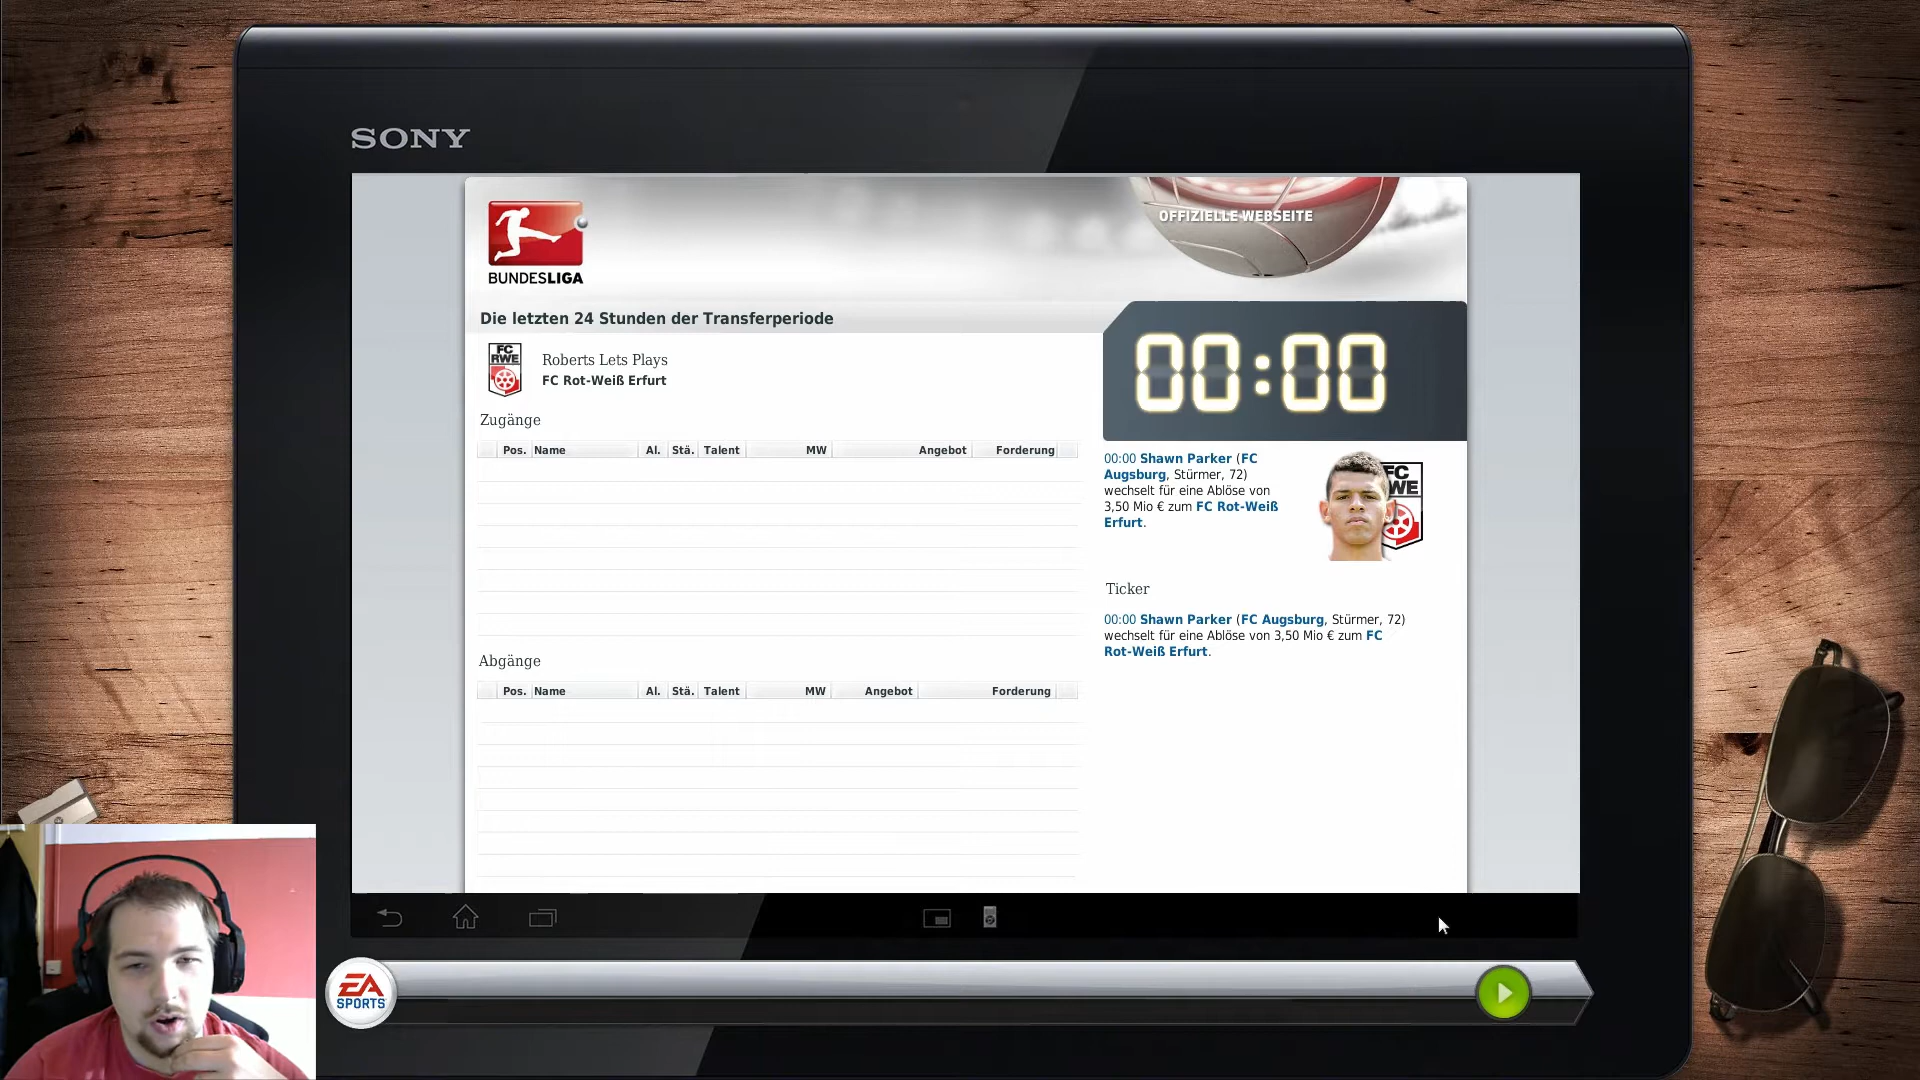 SONY
BUNDESLIGA
OFFIZIELLE WEBSEITE
Die letzten 24 Stunden der Transferperiode
00:00
FC
RWE
Roberts Lets Plays
FC Rot-Weiß Erfurt
Zugänge
Pos. Name Al. Stä. Talent MW Angebot Forderung
00:00 Shawn Parker (FC
Augsburg, Stürmer, 72)
wechselt für eine Ablöse von
3,50 Mio € zum FC Rot-Weiß
Erfurt.
Ticker
00:00 Shawn Parker (FC Augsburg, Stürmer, 72)
wechselt für eine Ablöse von 3,50 Mio € zum FC
Rot-Weiß Erfurt.
Abgänge
Pos. Name Al. Stä. Talent MW Angebot Forderung
EA
SPORTS